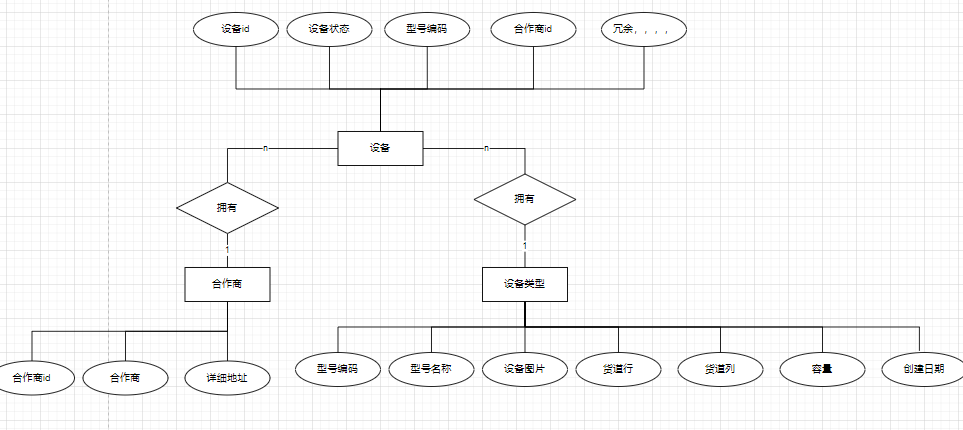 设备id
设备状态
型号编码
合作商id
冗余，，，，
设备
n
n
拥有
拥有
1
1
合作商
设备类型
合作商id
合作商
详细地址
型号编码
型号名称
设备图片
货道行
货道列
容量
创建日期